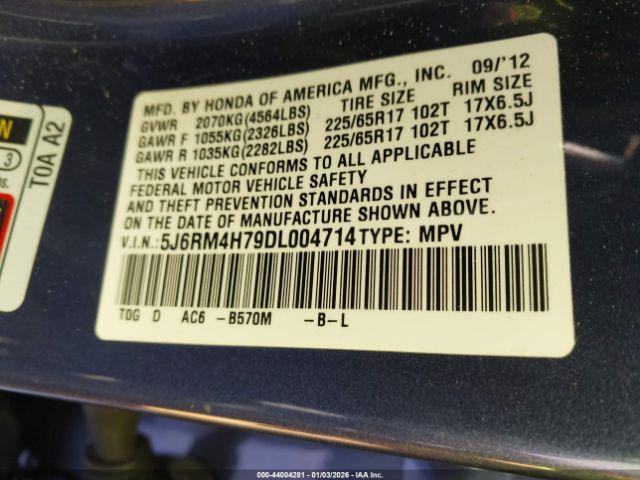 MFD. BY HONDA OF AMERICA MFG., INC. 09/'12
GVWR 2070KG(4564LBS) TIRE SIZE RIM SIZE
GAWR F 1055KG(2326LBS) 225/65R17 102T 17X6.5J
GAWR R 1035KG(2282LBS) 225/65R17 102T 17X6.5J
THIS VEHICLE CONFORMS TO ALL APPLICABLE
FEDERAL MOTOR VEHICLE SAFETY
AND THEFT PREVENTION STANDARDS IN EFFECT
ON THE DATE OF MANUFACTURE SHOWN ABOVE.
V.I.N.: 5J6RM4H79DL004714 TYPE: MPV
TDG D AC6 -B570M -B-L
T0A A2
3
000-44004281 - 01/03/2026 - IAA Inc.